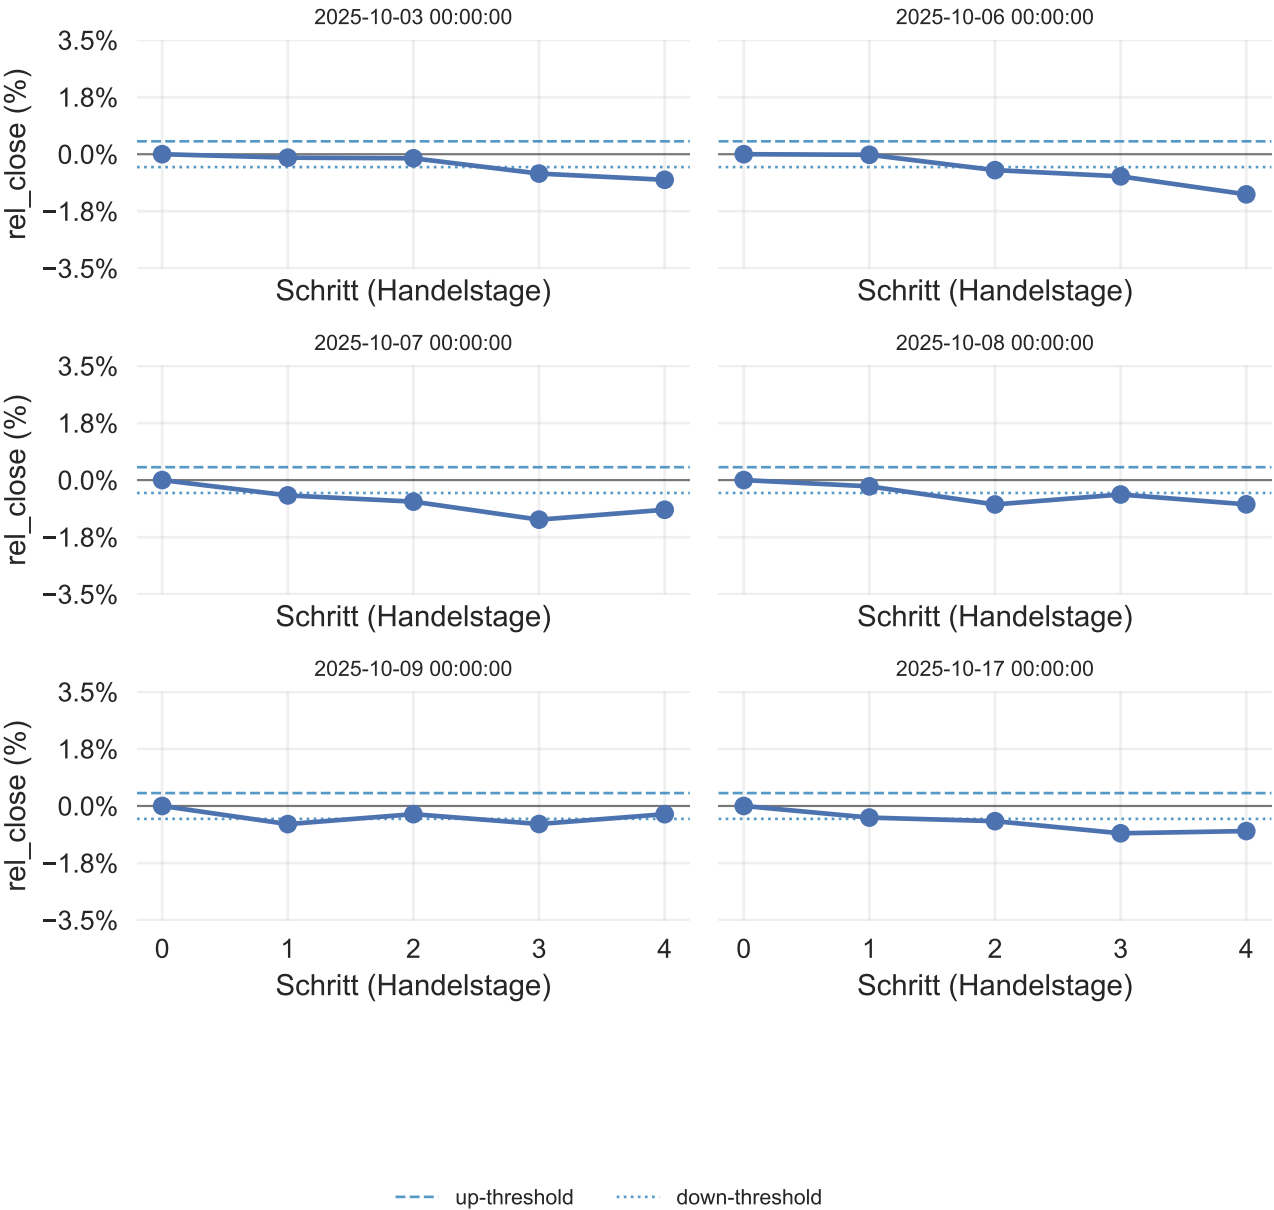 2025-10-03 00:00:00
2025-10-06 00:00:00
3.5%
1.8%
0.0%
−1.8%
−3.5%
rel_close (%)
Schritt (Handelstage)
Schritt (Handelstage)
2025-10-07 00:00:00
2025-10-08 00:00:00
3.5%
1.8%
0.0%
−1.8%
−3.5%
rel_close (%)
Schritt (Handelstage)
Schritt (Handelstage)
2025-10-09 00:00:00
2025-10-17 00:00:00
3.5%
1.8%
0.0%
−1.8%
−3.5%
rel_close (%)
0 1 2 3 4
0 1 2 3 4
Schritt (Handelstage)
Schritt (Handelstage)
up-threshold
down-threshold